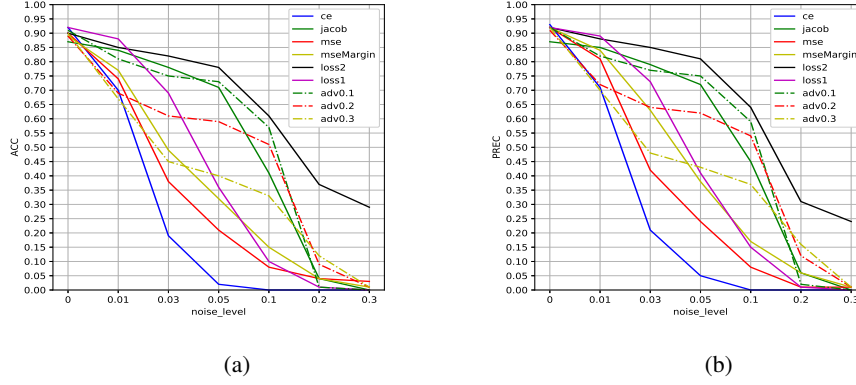 1.00
0.95
0.90
0.85
0.80
0.75
0.70
0.65
0.60
0.55
0.50
0.45
0.40
0.35
0.30
0.25
0.20
0.15
0.10
0.05
0.00
ACC
0 0.01 0.03 0.05 0.1 0.2 0.3
noise_level
ce
jacob
mse
mseMargin
loss2
loss1
adv0.1
adv0.2
adv0.3
(a)
1.00
0.95
0.90
0.85
0.80
0.75
0.70
0.65
0.60
0.55
0.50
0.45
0.40
0.35
0.30
0.25
0.20
0.15
0.10
0.05
0.00
PREC
0 0.01 0.03 0.05 0.1 0.2 0.3
noise_level
ce
jacob
mse
mseMargin
loss2
loss1
adv0.1
adv0.2
adv0.3
(b)